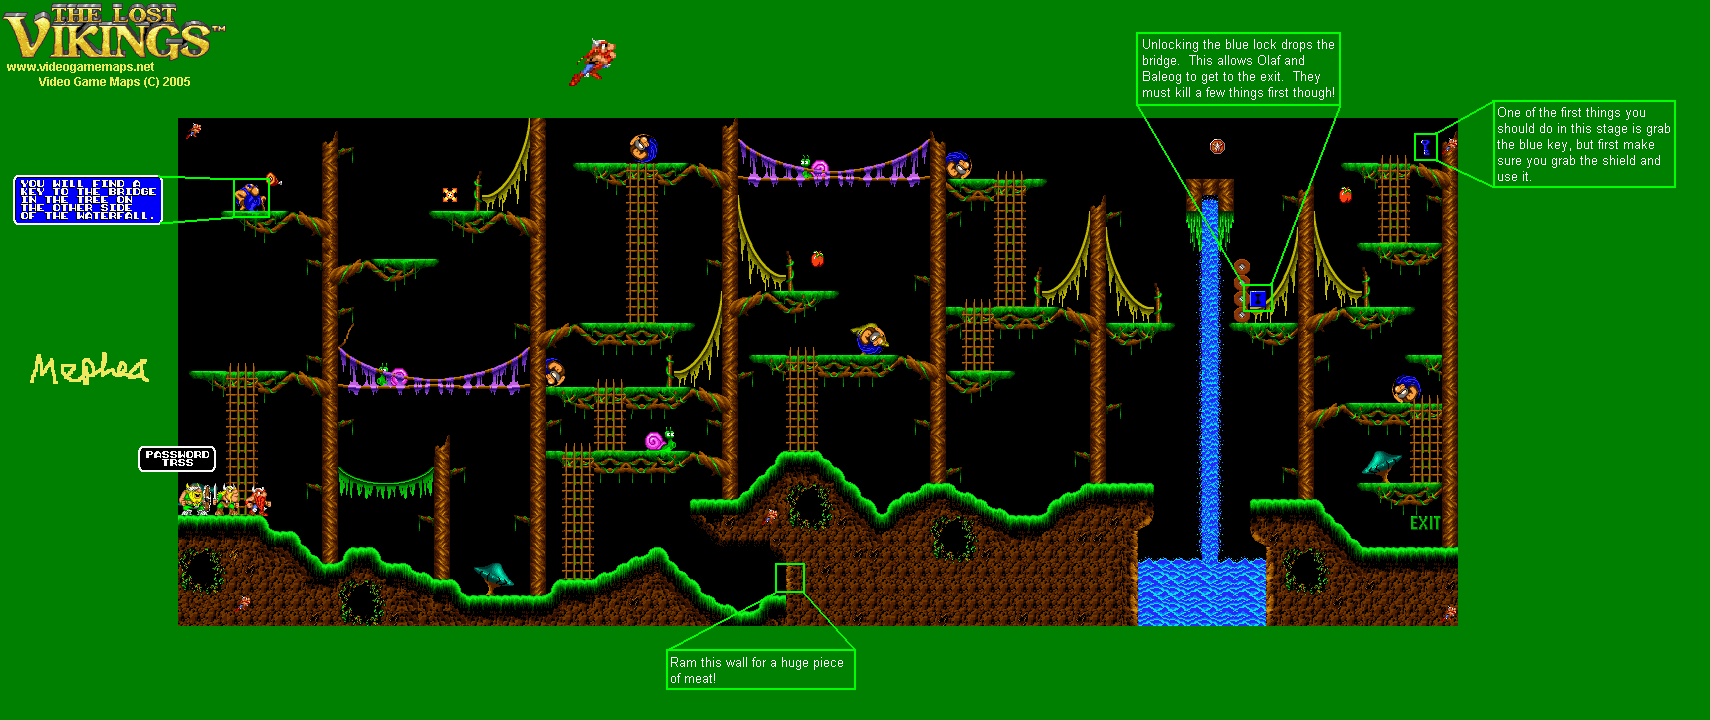 THE LOST
VIKINGS™
www.videogamemaps.net
Video Game Maps (C) 2005
Unlocking the blue lock drops the
bridge. This allows Olaf and
Baleog to get to the exit. They
must kill a few things first though!
One of the first things you
should do in this stage is grab
the blue key, but first make
sure you grab the shield and
use it.
YOU WILL FIND A
KEY TO THE BRIDGE
IN THE TREE ON
THE OTHER SIDE
OF THE WATERFALL.
Mephea
PASSWORD
TRSS
EXIT
Ram this wall for a huge piece
of meat!